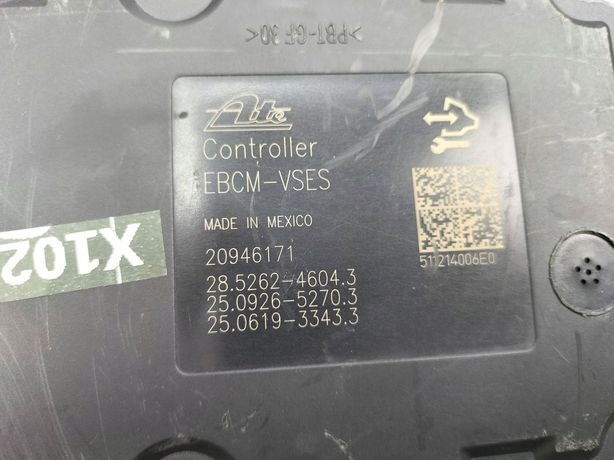 >PBT-GF30<
Ate
Controller
EBCM-VSES
MADE IN MEXICO
20946171
28.5262-4604.3
25.0926-5270.3
25.0619-3343.3
511214006E0
X102